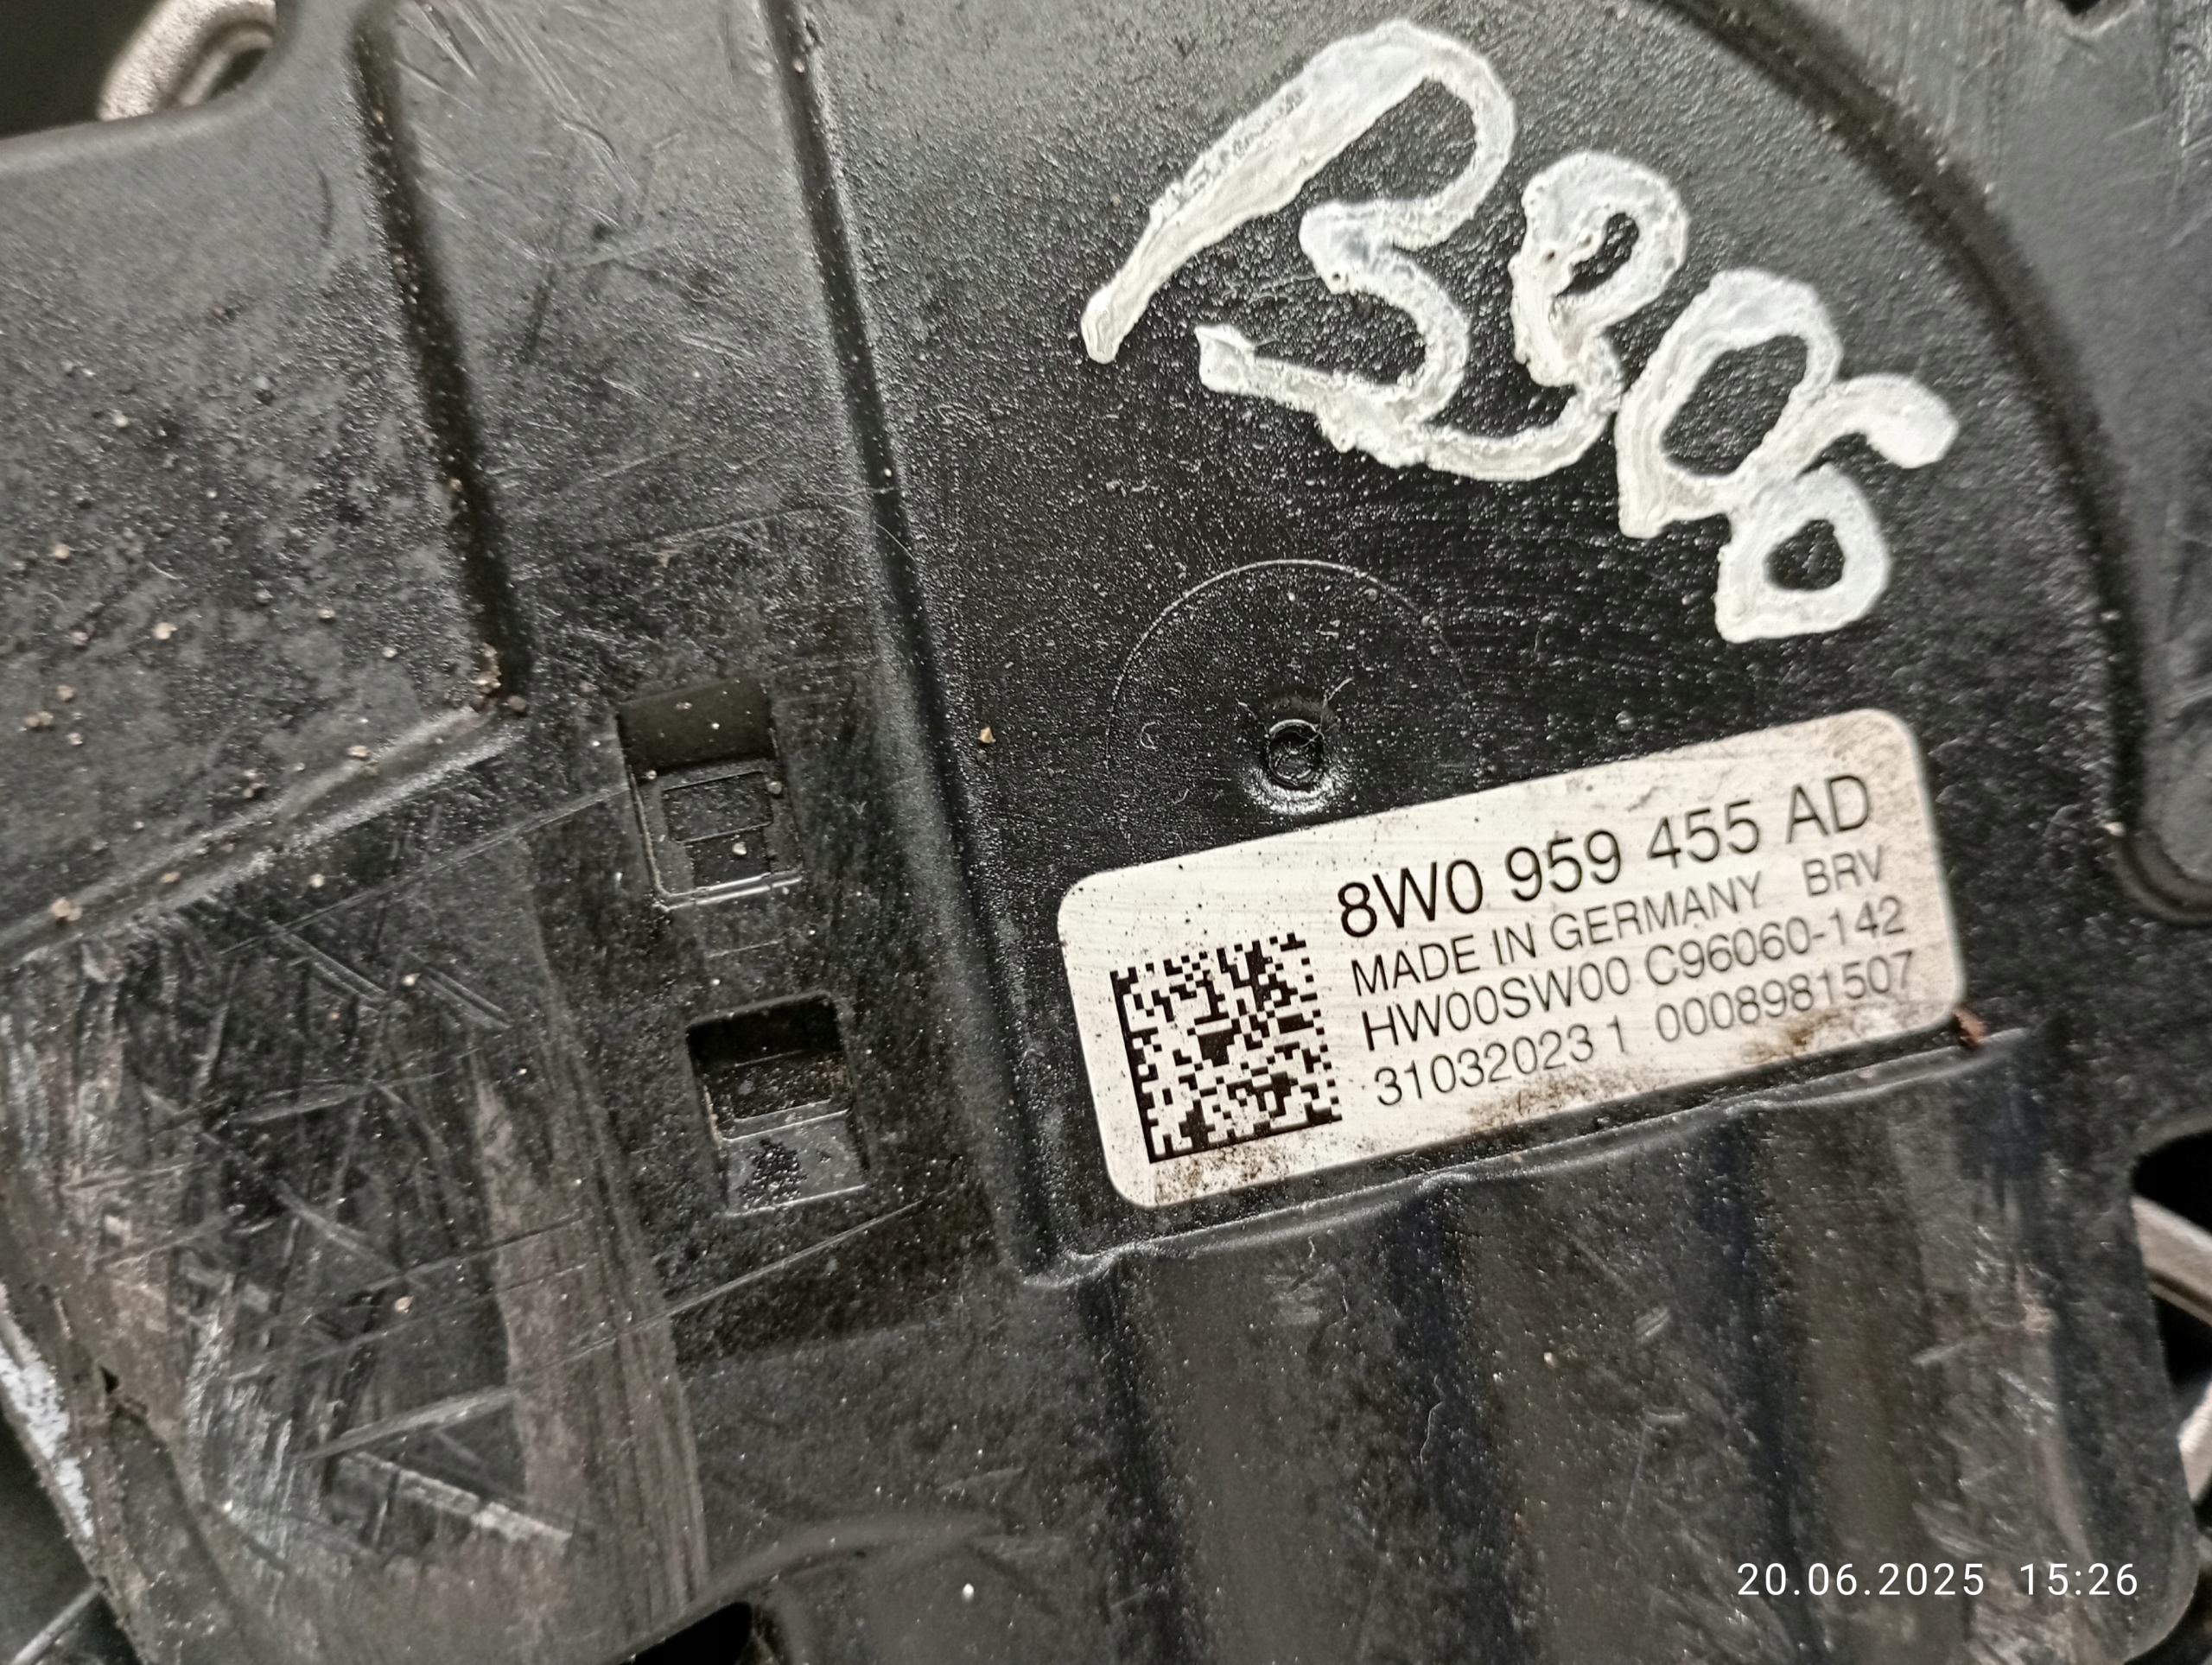 B906
8W0 959 455 AD
MADE IN GERMANY BRV
HW00SW00 C96060-142
31032023 1 0008981507
20.06.2025 15:26